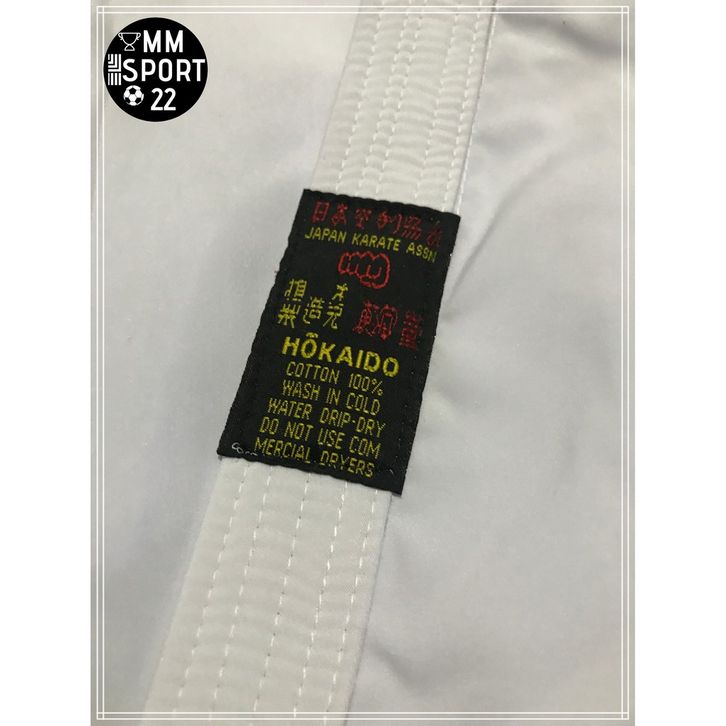 MM
SPORT
22
JAPAN KARATE ASSN
HÔKAIDO
COTTON 100%
WASH IN COLD
WATER DRIP-DRY
DO NOT USE COM
MERCIAL DRYERS